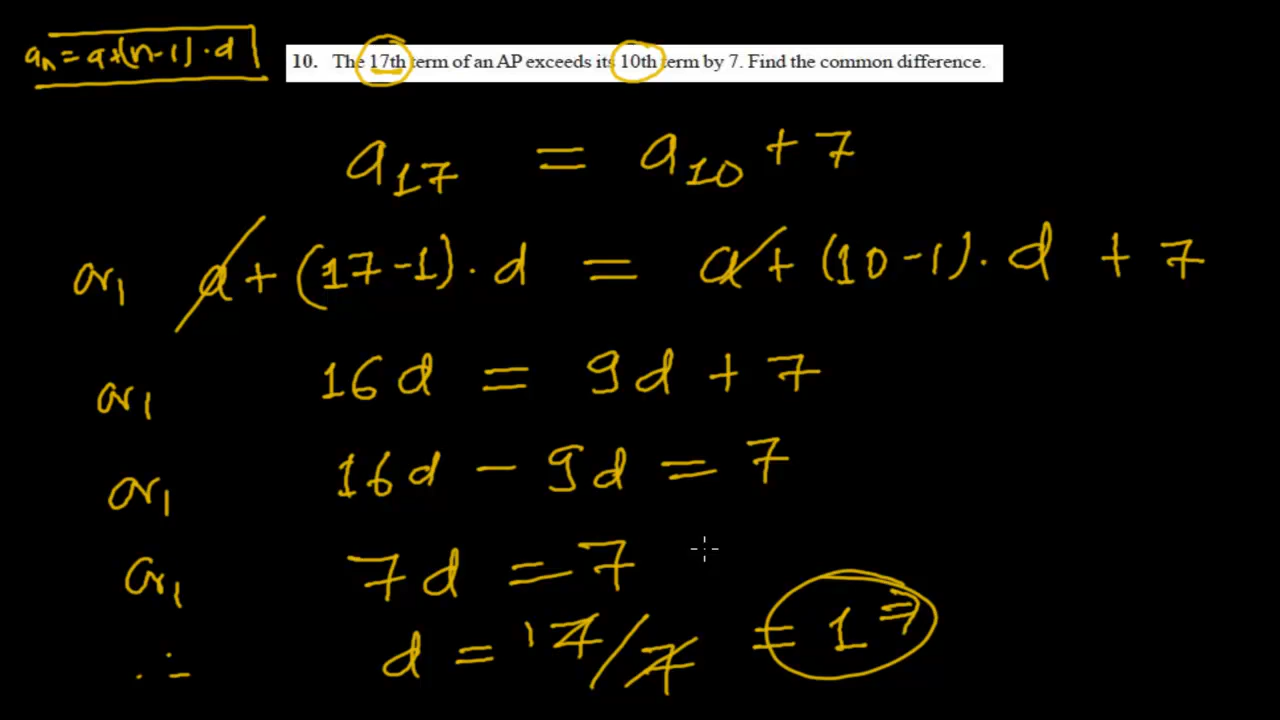 aₙ = a+(n-1)·d
10. The 17th term of an AP exceeds its 10th term by 7. Find the common difference.
a₁₇ = a₁₀ + 7
or, a + (17-1)·d = a + (10-1)·d + 7
or, 16d = 9d + 7
or, 16d - 9d = 7
or, 7d = 7
∴ d = 7/7 = 1